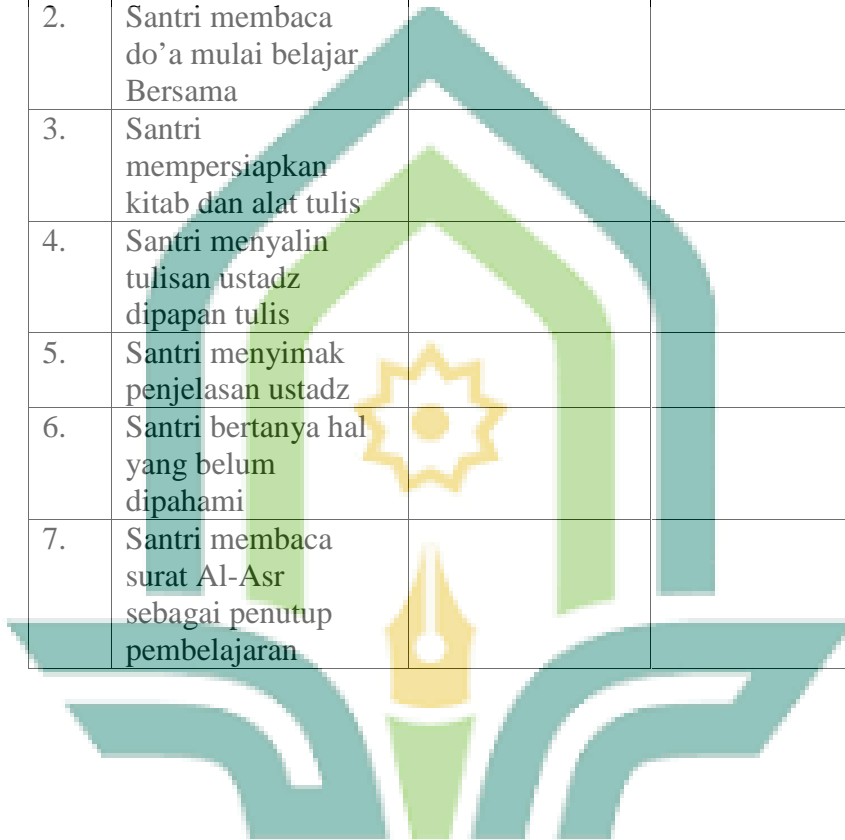 2. Santri membaca
do’a mulai belajar
Bersama
3. Santri
mempersiapkan
kitab dan alat tulis
4. Santri menyalin
tulisan ustadz
dipapan tulis
5. Santri menyimak
penjelasan ustadz
6. Santri bertanya hal
yang belum
dipahami
7. Santri membaca
surat Al-Asr
sebagai penutup
pembelajaran